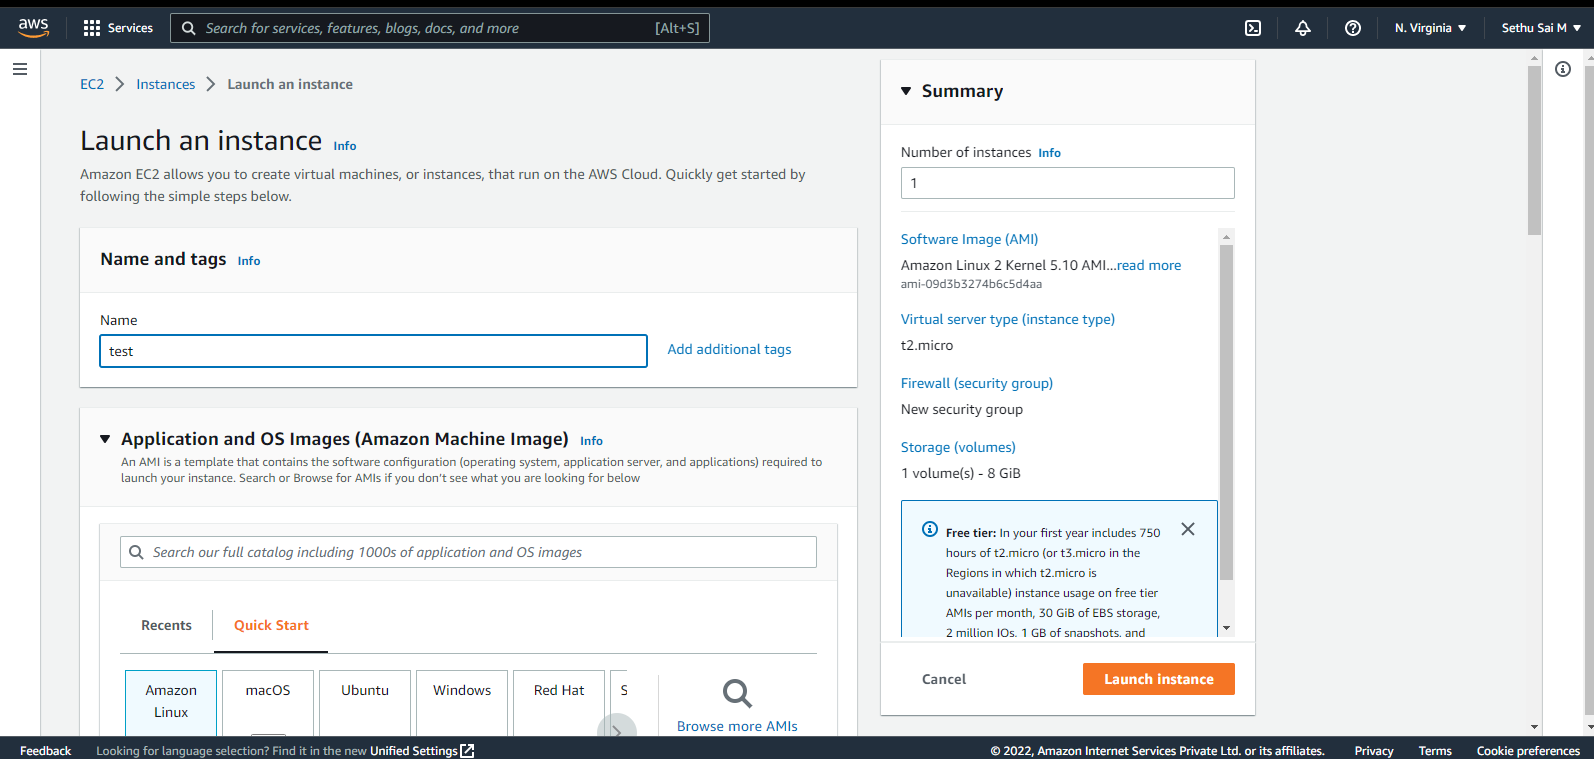 aws
Services
Search for services, features, blogs, docs, and more
[Alt+S]
N. Virginia
Sethu Sai M
EC2
Instances
Launch an instance
Launch an instance Info
Amazon EC2 allows you to create virtual machines, or instances, that run on the AWS Cloud. Quickly get started by
following the simple steps below.
Name and tags Info
Name
test
Add additional tags
Application and OS Images (Amazon Machine Image) Info
An AMI is a template that contains the software configuration (operating system, application server, and applications) required to
launch your instance. Search or Browse for AMIs if you don't see what you are looking for below
Search our full catalog including 1000s of application and OS images
Recents
Quick Start
Amazon
Linux
macOS
Ubuntu
Windows
Red Hat
S
Browse more AMIs
Summary
Number of instances Info
1
Software Image (AMI)
Amazon Linux 2 Kernel 5.10 AMI...read more
ami-09d3b3274b6c5d4aa
Virtual server type (instance type)
t2.micro
Firewall (security group)
New security group
Storage (volumes)
1 volume(s) - 8 GiB
Free tier: In your first year includes 750
hours of t2.micro (or t3.micro in the
Regions in which t2.micro is
unavailable) instance usage on free tier
AMIs per month, 30 GiB of EBS storage,
2 million IOs, 1 GB of snapshots, and
Cancel
Launch instance
Feedback
Looking for language selection? Find it in the new Unified Settings
© 2022, Amazon Internet Services Private Ltd. or its affiliates.
Privacy
Terms
Cookie preferences